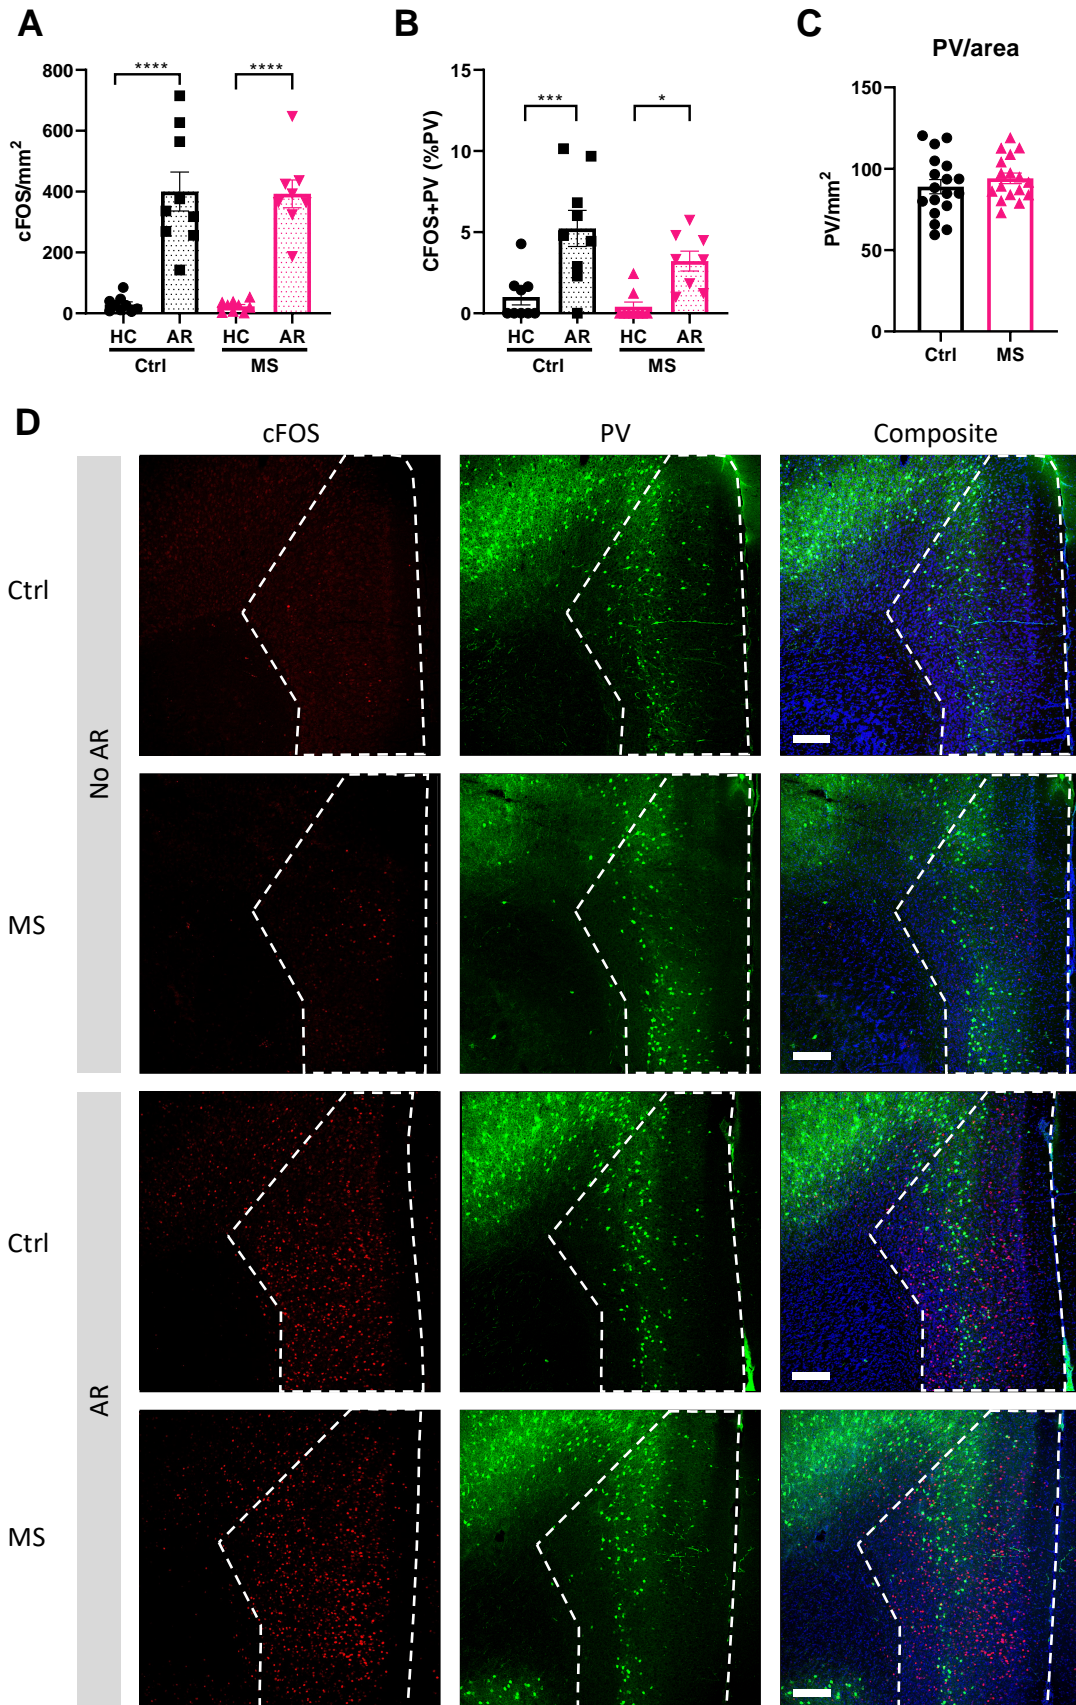 A
cFOS/mm²
800
600
400
200
0
****
****
HC AR HC AR
Ctrl MS
B
CFOS+PV (%PV)
15
10
5
0
***
*
HC AR HC AR
Ctrl MS
C
PV/area
PV/mm²
150
100
50
0
Ctrl MS
D
cFOS PV Composite
No AR
Ctrl
MS
AR
Ctrl
MS